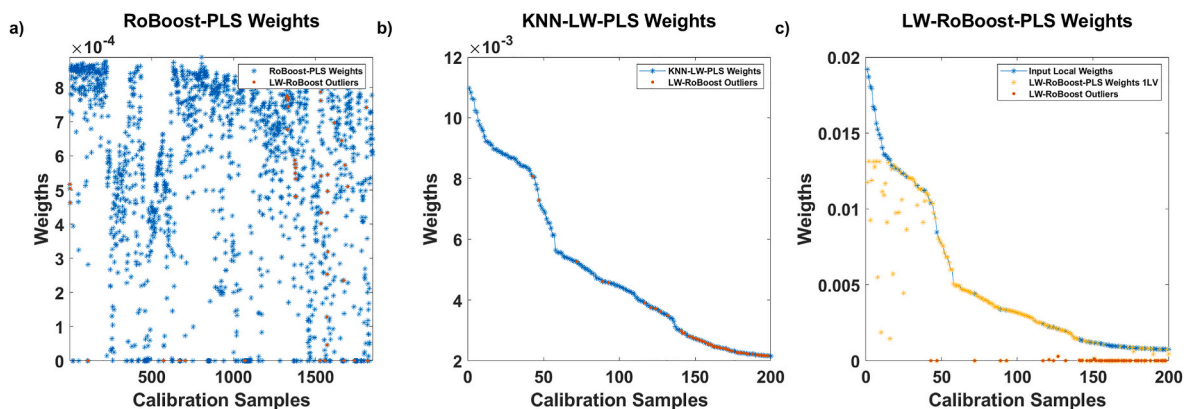 a)
RoBoost-PLS Weights
×10⁻⁴
RoBoost-PLS Weights
LW-RoBoost Outliers
Weigths
8
7
6
5
4
3
2
1
0
500
1000
1500
Calibration Samples
b)
KNN-LW-PLS Weights
×10⁻³
KNN-LW-PLS Weights
LW-RoBoost Outliers
Weigths
12
10
8
6
4
2
0
50
100
150
200
Calibration Samples
c)
LW-RoBoost-PLS Weights
Input Local Weigths
LW-RoBoost-PLS Weights 1LV
LW-RoBoost Outliers
Weigths
0.02
0.015
0.01
0.005
0
0
50
100
150
200
Calibration Samples